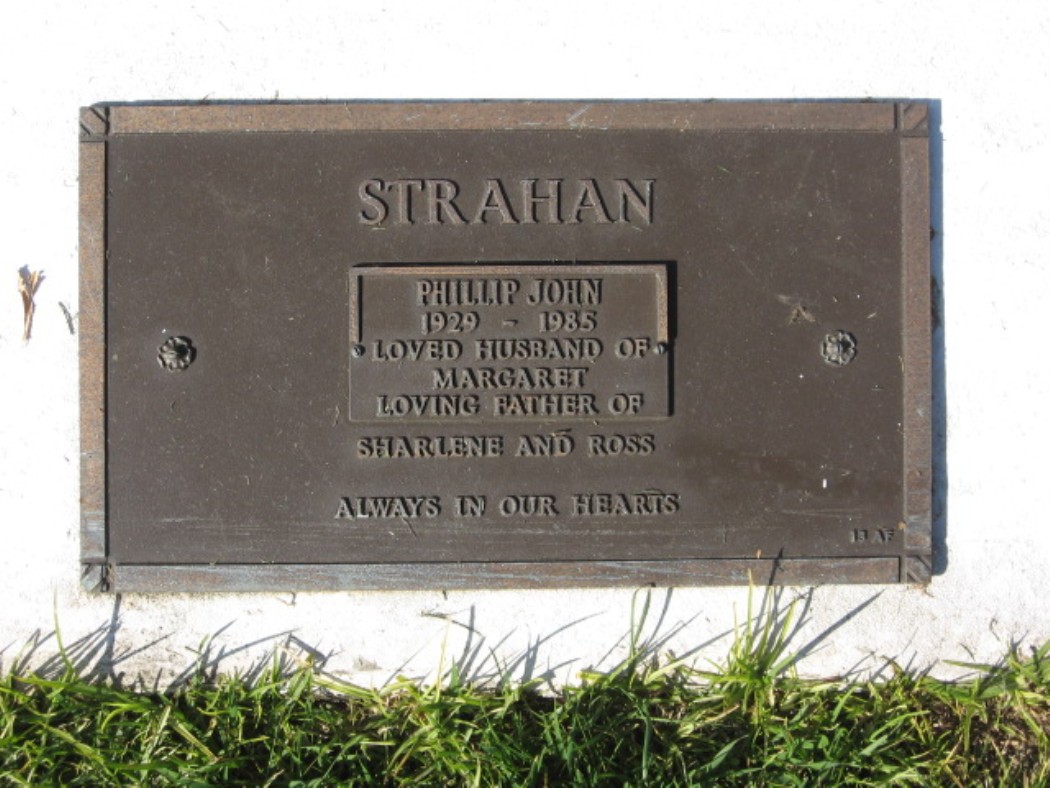 STRAHAN
PHILLIP JOHN
1929 - 1985
LOVED HUSBAND OF
MARGARET
LOVING FATHER OF
SHARLENE AND ROSS
ALWAYS IN OUR HEARTS
13 AF